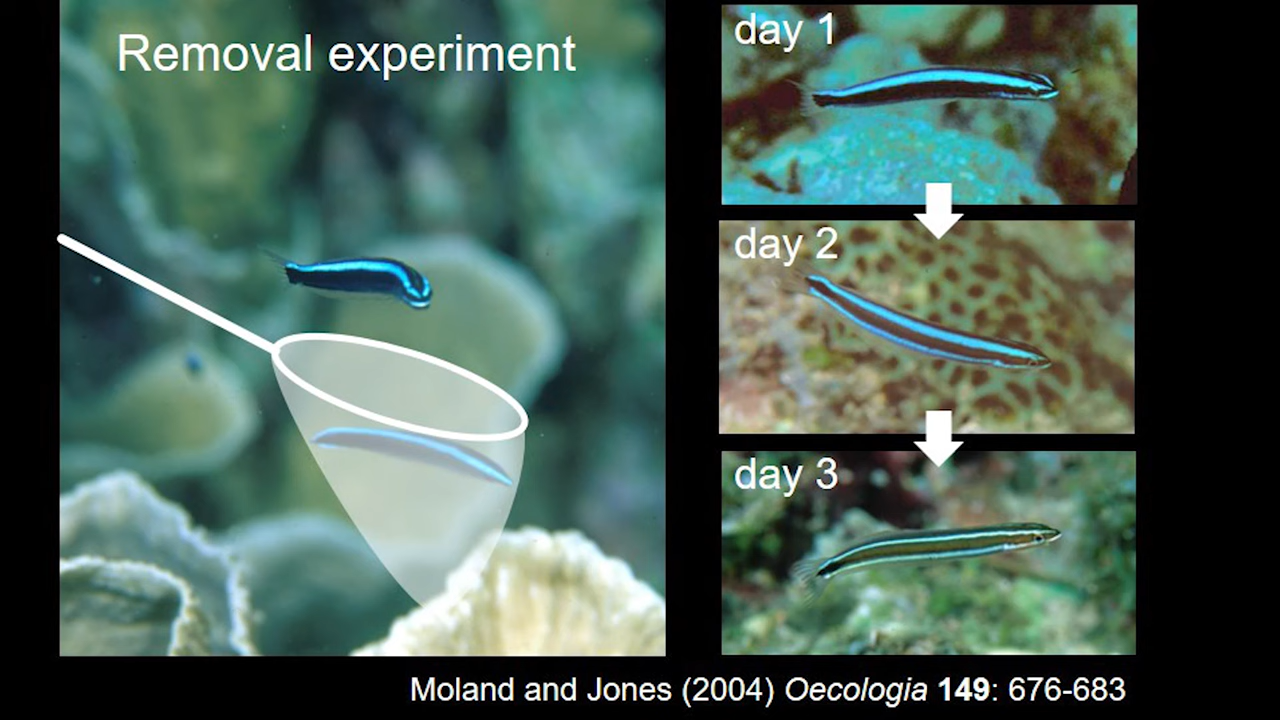 Removal experiment
day 1
day 2
day 3
Moland and Jones (2004) Oecologia 149: 676-683